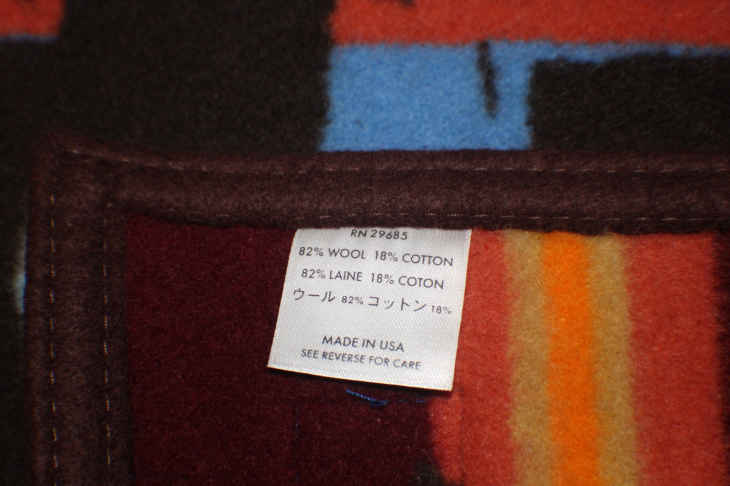 RN 29685
82% WOOL 18% COTTON
82% LAINE 18% COTON
ウール 82% コットン 18%
MADE IN USA
SEE REVERSE FOR CARE